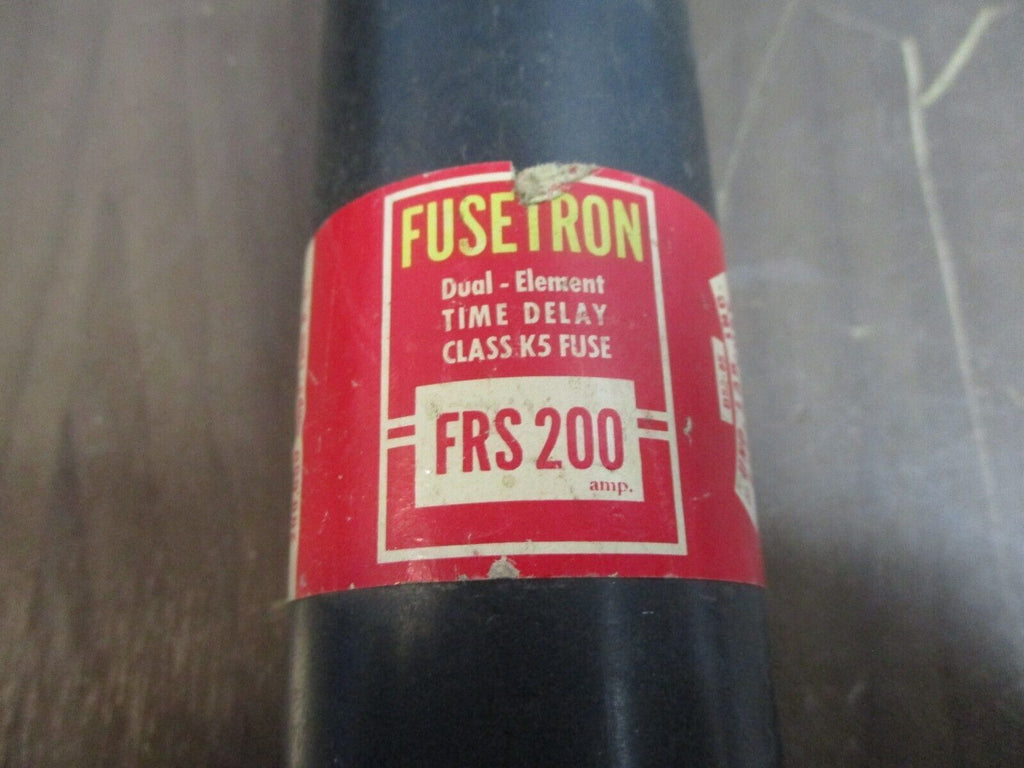 FUSETRON
Dual - Element
TIME DELAY
CLASS K5 FUSE
FRS 200
amp.